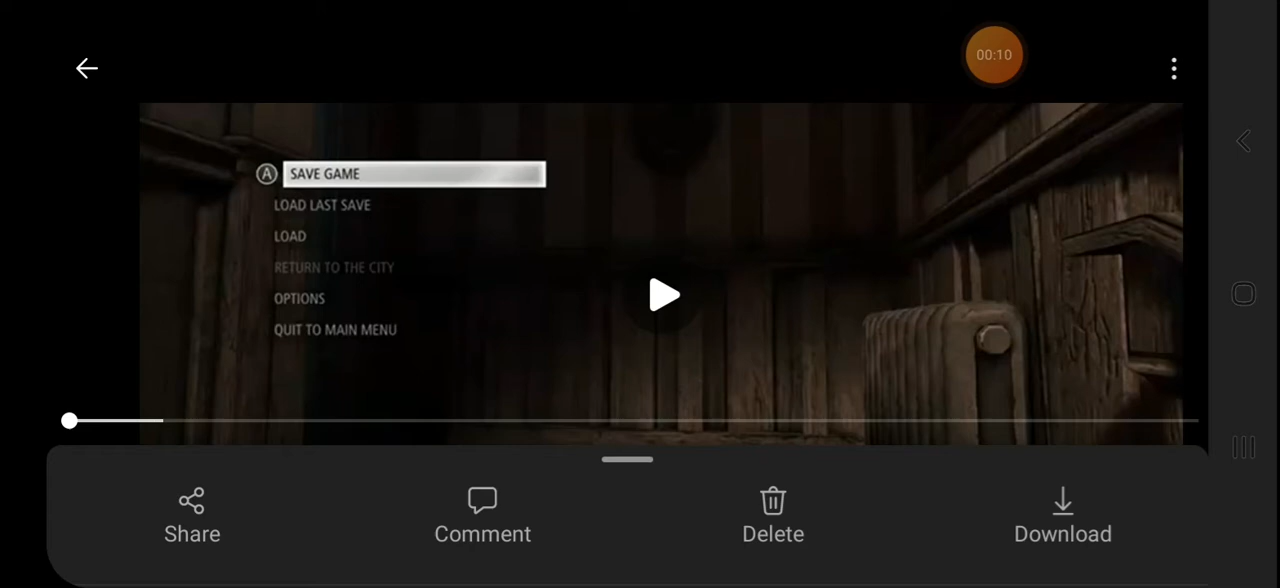 00:10
A SAVE GAME
LOAD LAST SAVE
LOAD
RETURN TO THE CITY
OPTIONS
QUIT TO MAIN MENU
Share Comment Delete Download